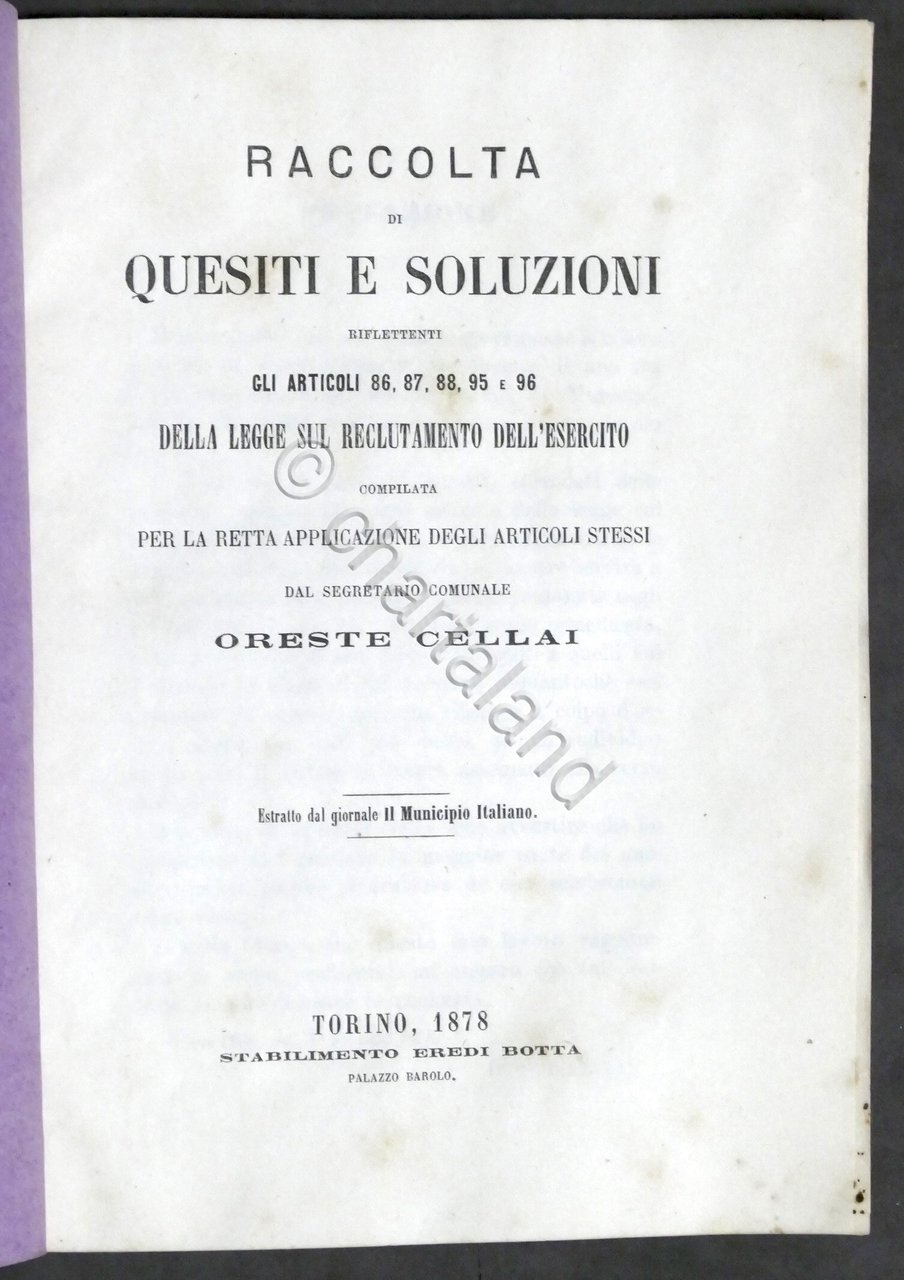 RACCOLTA
DI
QUESITI E SOLUZIONI
RIFLETTENTI
GLI ARTICOLI 86, 87, 88, 95 E 96
DELLA LEGGE SUL RECLUTAMENTO DELL'ESERCITO
COMPILATA
PER LA RETTA APPLICAZIONE DEGLI ARTICOLI STESSI
DAL SEGRETARIO COMUNALE
ORESTE CELLAI
Estratto dal giornale Il Municipio Italiano.
TORINO, 1878
STABILIMENTO EREDI BOTTA
PALAZZO BAROLO.
© chartaland